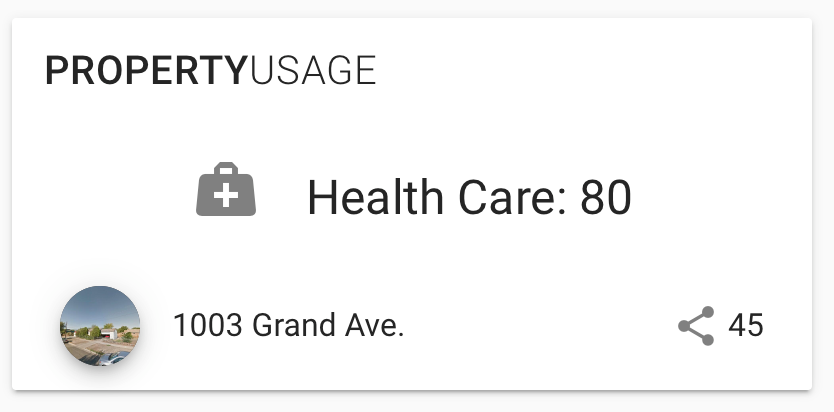 PROPERTYUSAGE
Health Care: 80
1003 Grand Ave.
45